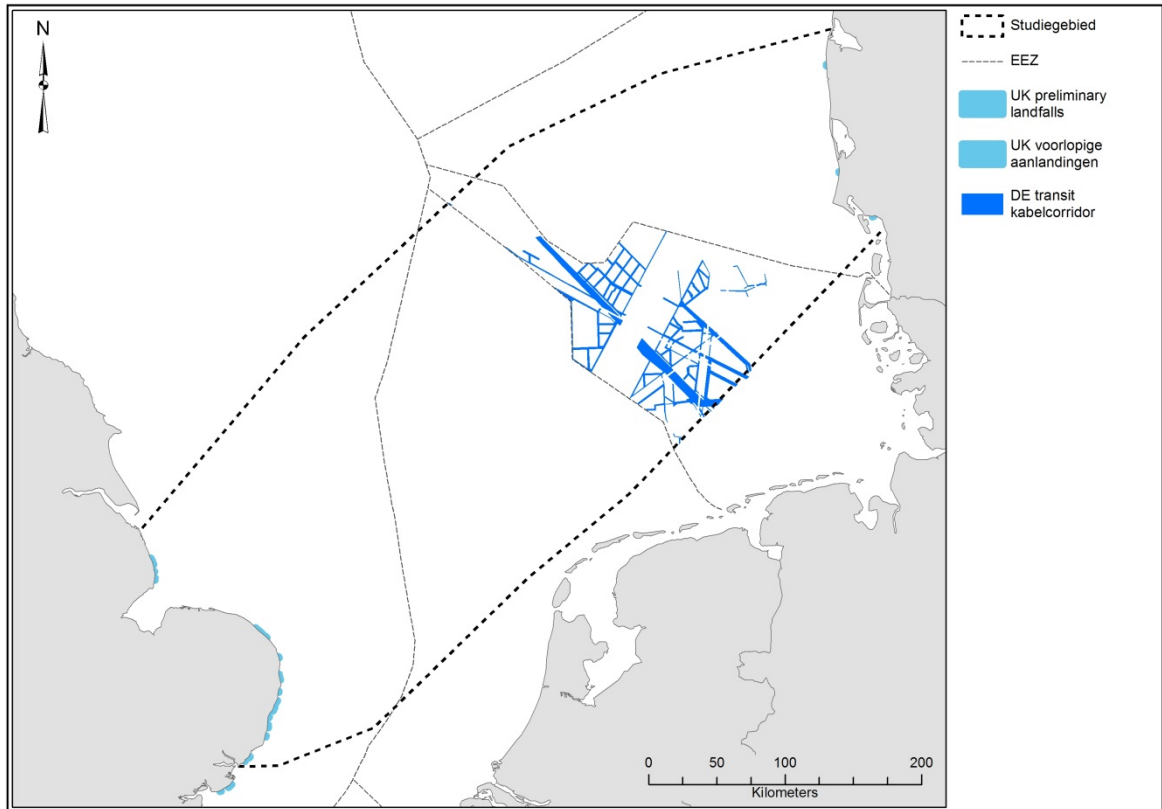 N
Studiegebied
EEZ
UK preliminary
landfalls
UK voorlopige
aanlandingen
DE transit
kabelcorridor
0 50 100 200
Kilometers